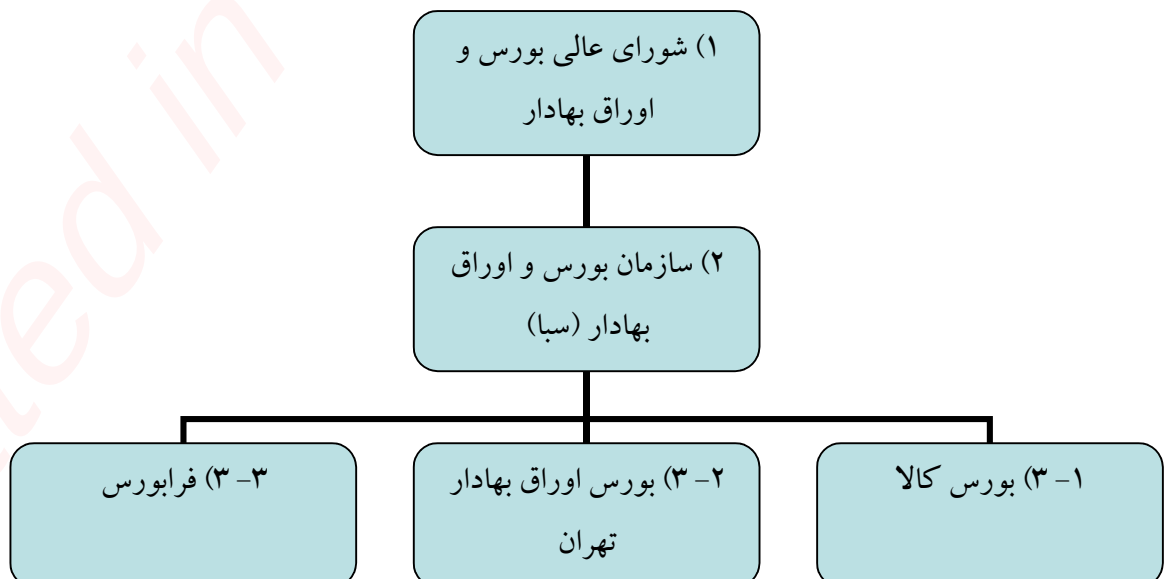 ۱) شورای عالی بورس و
اوراق بهادار
۲) سازمان بورس و اوراق
بهادار (سبا)
۳-۱) بورس کالا
۳-۲) بورس اوراق بهادار
تهران
۳-۳) فرابورس